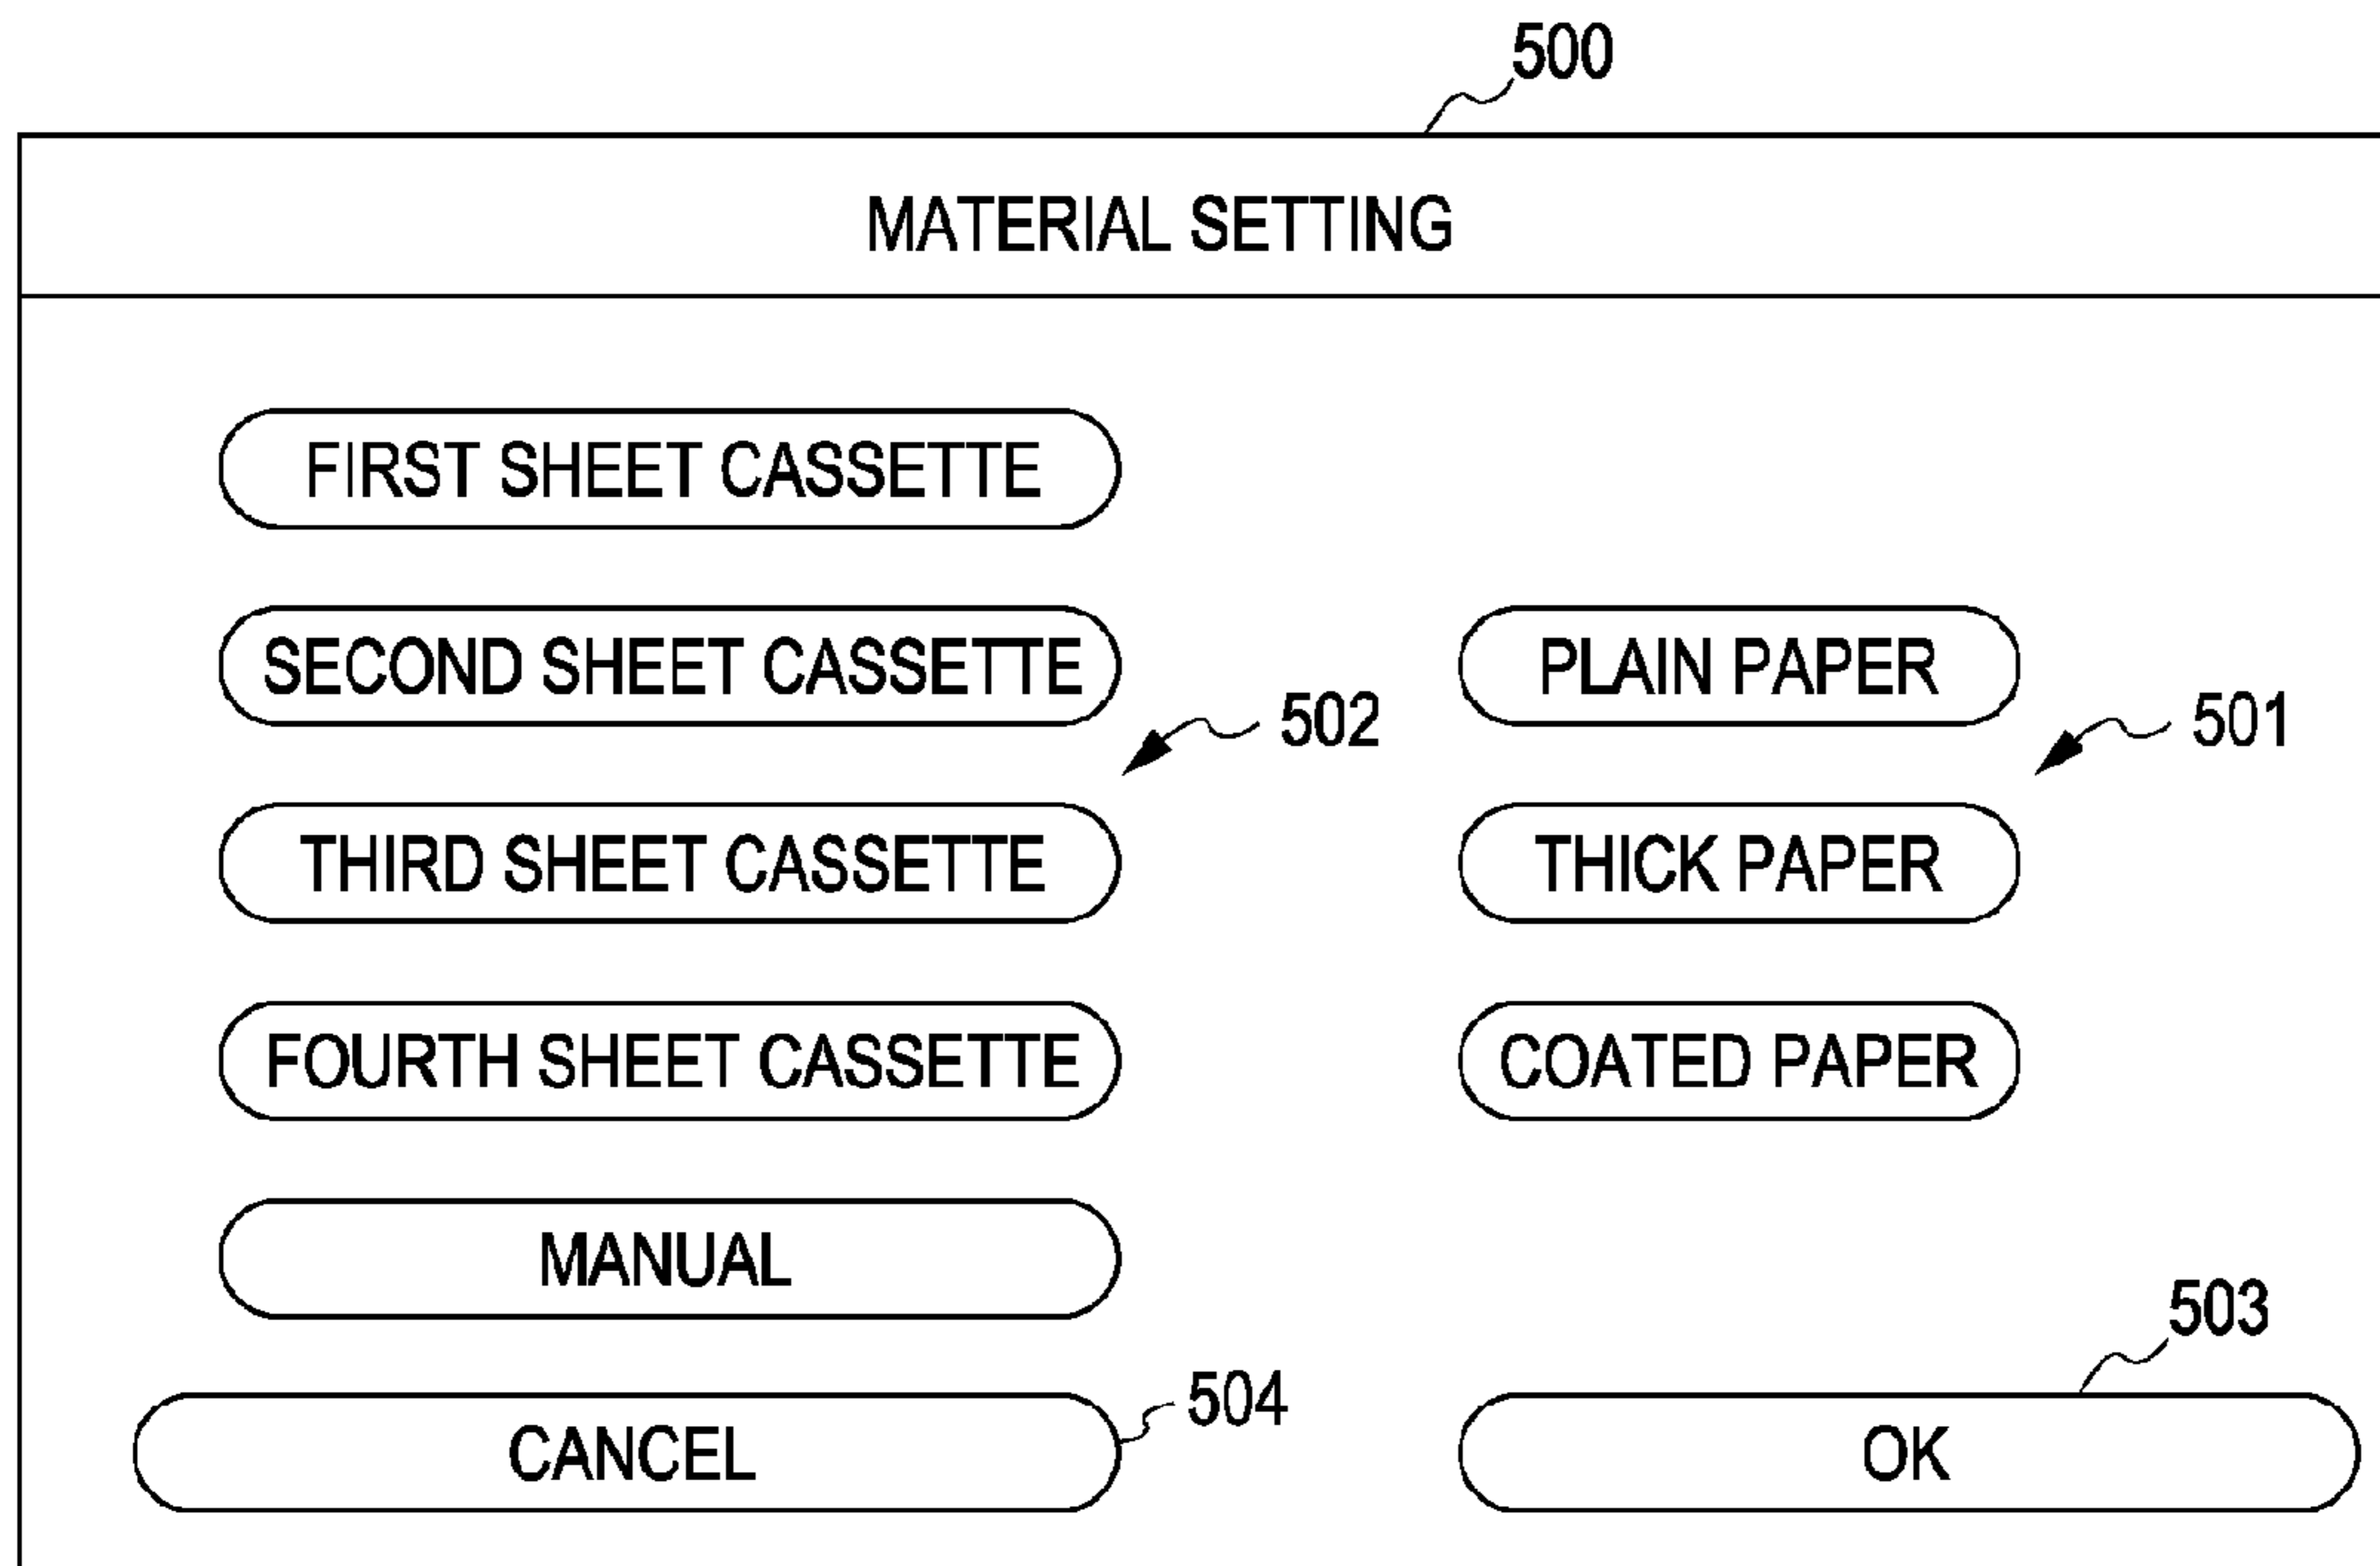 500
MATERIAL SETTING
FIRST SHEET CASSETTE
SECOND SHEET CASSETTE
PLAIN PAPER
502
501
THIRD SHEET CASSETTE
THICK PAPER
FOURTH SHEET CASSETTE
COATED PAPER
MANUAL
503
504
CANCEL
OK